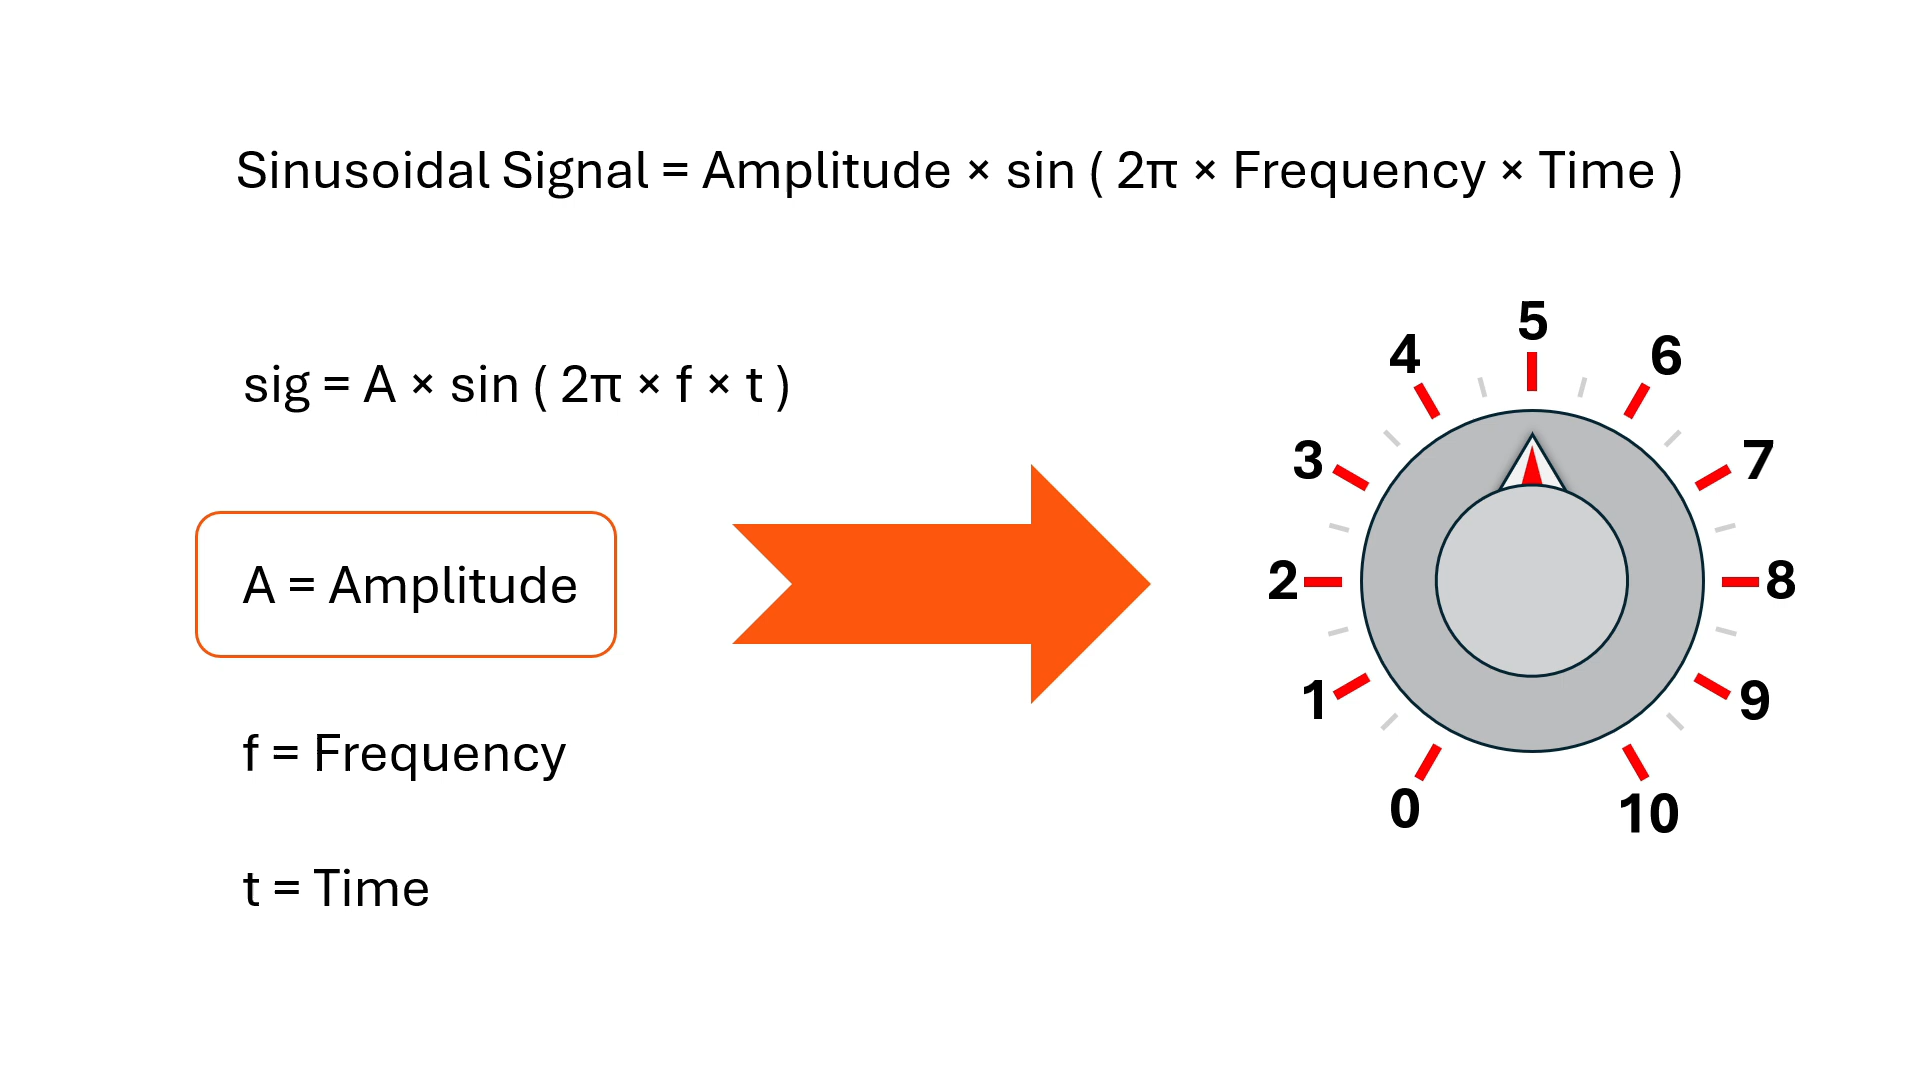 Sinusoidal Signal = Amplitude × sin ( 2π × Frequency × Time )
sig = A × sin ( 2π × f × t )
A = Amplitude
f = Frequency
t = Time
0
1
2
3
4
5
6
7
8
9
10